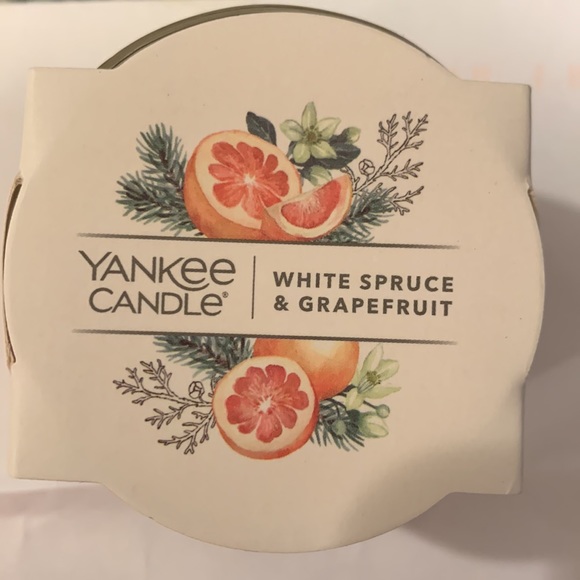 YANKEE
CANDLE®
WHITE SPRUCE
& GRAPEFRUIT